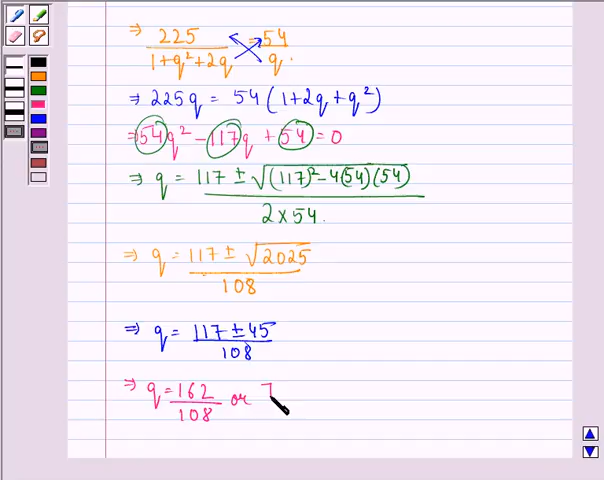 ⇒ 225/(1+q²+2q) = 54/q.
⇒ 225q = 54(1+2q+q²)
⇒ 54q² − 117q + 54 = 0
⇒ q = (117 ± √((117)² − 4(54)(54)))/(2×54.)
⇒ q = (117 ± √2025)/108
⇒ q = (117 ± 45)/108
⇒ q = 162/108 or 7